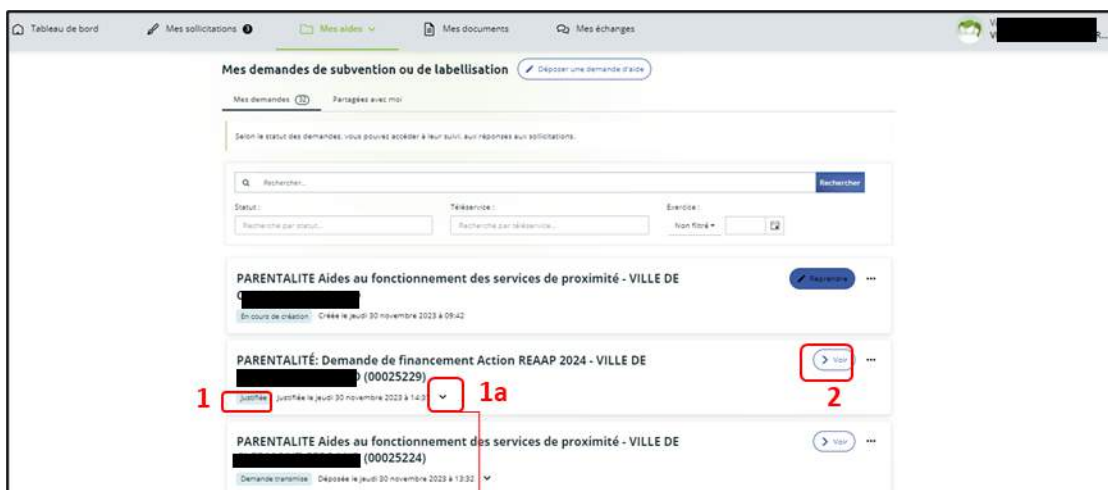 Tableau de bord
Mes sollicitations 3
Mes aides
Mes documents
Mes échanges
Mes demandes de subvention ou de labellisation
Déposer une demande d'aide
Mes demandes 32
Partagées avec moi
Selon le statut des demandes, vous pouvez accéder à leur suivi, aux réponses aux sollicitations.
Rechercher...
Rechercher
Statut :
Téléservice :
Exercice :
Recherche par statut...
Recherche par téléservice...
Non filtré
PARENTALITE Aides au fonctionnement des services de proximité - VILLE DE
Reprendre
En cours de création Créée le jeudi 30 novembre 2023 à 09:42
PARENTALITÉ: Demande de financement Action REAAP 2024 - VILLE DE
Voir
(00025229)
1
Justifiée Justifiée le jeudi 30 novembre 2023 à
1a
2
PARENTALITE Aides au fonctionnement des services de proximité - VILLE DE
Voir
(00025224)
Demande transmise Déposée le jeudi 30 novembre 2023 à 13:32